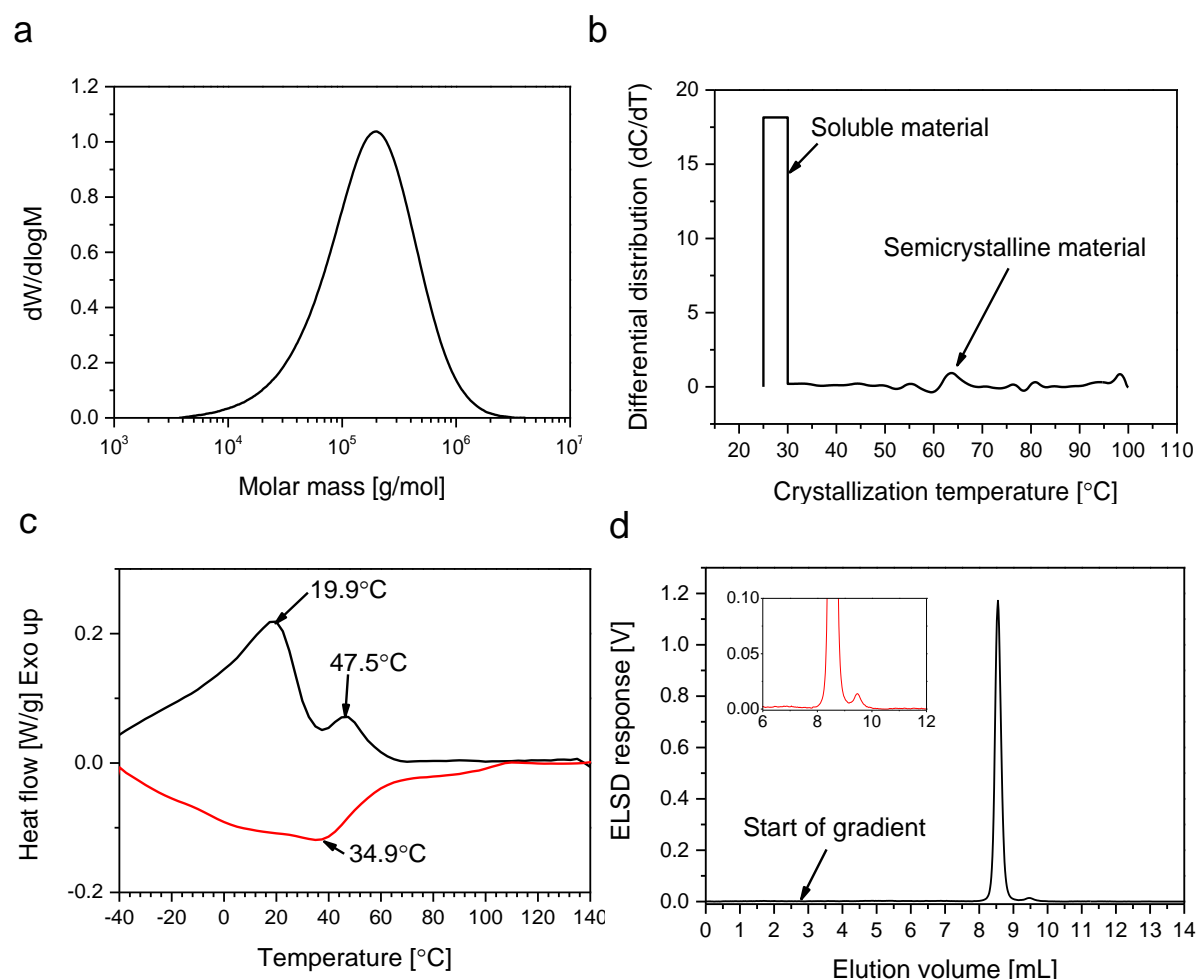 a
1.2
1.0
0.8
0.6
0.4
0.2
0.0
dW/dlogM
10³ 10⁴ 10⁵ 10⁶ 10⁷
Molar mass [g/mol]
b
20
15
10
5
0
Differential distribution (dC/dT)
Soluble material
Semicrystalline material
20 30 40 50 60 70 80 90 100 110
Crystallization temperature [°C]
c
0.2
0.0
-0.2
Heat flow [W/g] Exo up
19.9°C
47.5°C
34.9°C
-40 -20 0 20 40 60 80 100 120 140
Temperature [°C]
d
1.2
1.0
0.8
0.6
0.4
0.2
0.0
ELSD response [V]
0.10
0.05
0.00
6 8 10 12
Start of gradient
0 1 2 3 4 5 6 7 8 9 10 11 12 13 14
Elution volume [mL]